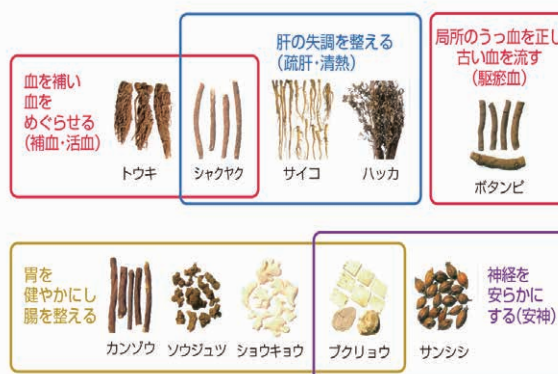 血を補い
血を
めぐらせる
(補血・活血)
トウキ
シャクヤク
肝の失調を整える
(疏肝・清熱)
サイコ
ハッカ
局所のうっ血を正し
古い血を流す
(駆瘀血)
ボタンピ
胃を
健やかにし
腸を整える
カンゾウ
ソウジュツ
ショウキョウ
ブクリョウ
サンシシ
神経を
安らかに
する(安神)